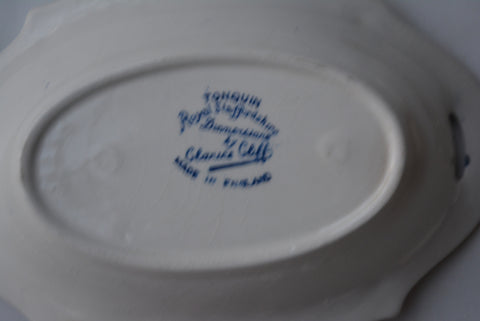 TONQUIN
Royal Staffordshire
Dinnerware
by
Clarice Cliff
MADE IN ENGLAND